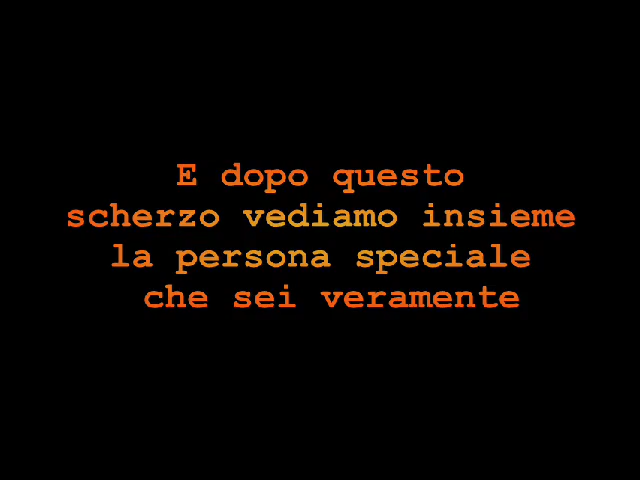 E dopo questo
scherzo vediamo insieme
la persona speciale
che sei veramente